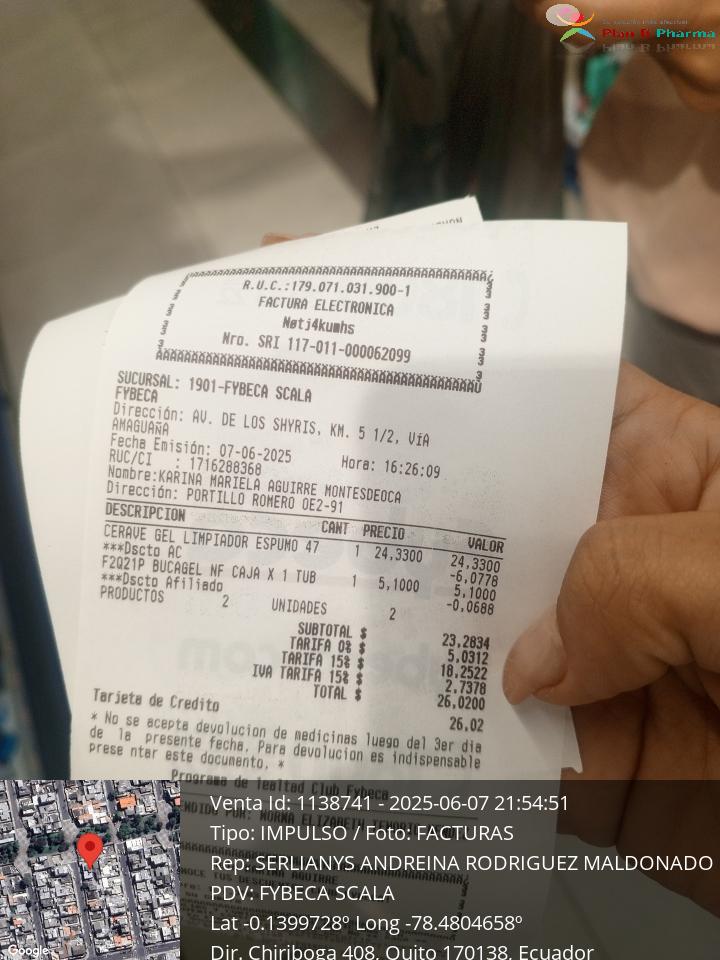 Plan B Pharma
R.U.C.:179.071.031.900-1
FACTURA ELECTRONICA
Nøtj4kumhs
Nro. SRI 117-011-000062099
SUCURSAL: 1901-FYBECA SCALA
FYBECA
Dirección: AV. DE LOS SHYRIS, KM. 5 1/2, VíA
AMAGUAÑA
Fecha Emisión: 07-06-2025 Hora: 16:26:09
RUC/CI : 1716288368
Nombre:KARINA MARIELA AGUIRRE MONTESDEOCA
Dirección: PORTILLO ROMERO OE2-91
DESCRIPCION CANT PRECIO VALOR
CERAVE GEL LIMPIADOR ESPUMO 47 1 24,3300 24,3300
***Dscto AC -6,0778
F2Q21P BUCAGEL NF CAJA X 1 TUB 1 5,1000 5,1000
***Dscto Afiliado -0,0688
PRODUCTOS 2 UNIDADES 2
SUBTOTAL $ 23,2834
TARIFA 0% $ 5,0312
TARIFA 15% $ 18,2522
IVA TARIFA 15% $ 2,7378
TOTAL $ 26,0200
Tarjeta de Credito 26,02
* No se acepta devolucion de medicinas luego del 3er dia
de la presente fecha. Para devolucion es indispensable
prese ntar este documento. *
Programa de lealtad Club Fybeca
Venta Id: 1138741 - 2025-06-07 21:54:51
Tipo: IMPULSO / Foto: FACTURAS
Rep: SERLIANYS ANDREINA RODRIGUEZ MALDONADO
PDV: FYBECA SCALA
Lat -0.1399728º Long -78.4804658º
Dir. Chiriboga 408, Quito 170138, Ecuador
Google